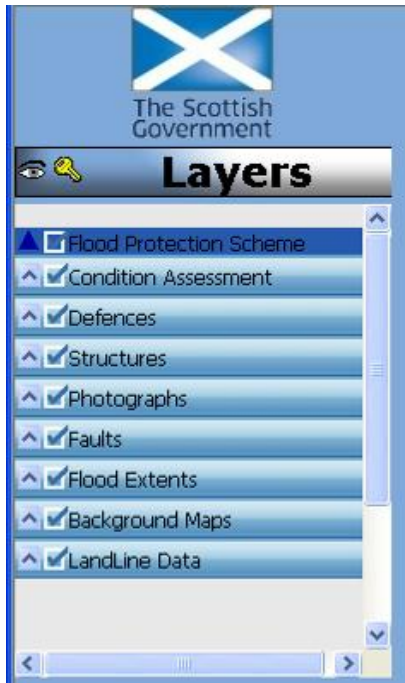 The Scottish
Government
Layers
Flood Protection Scheme
Condition Assessment
Defences
Structures
Photographs
Faults
Flood Extents
Background Maps
LandLine Data